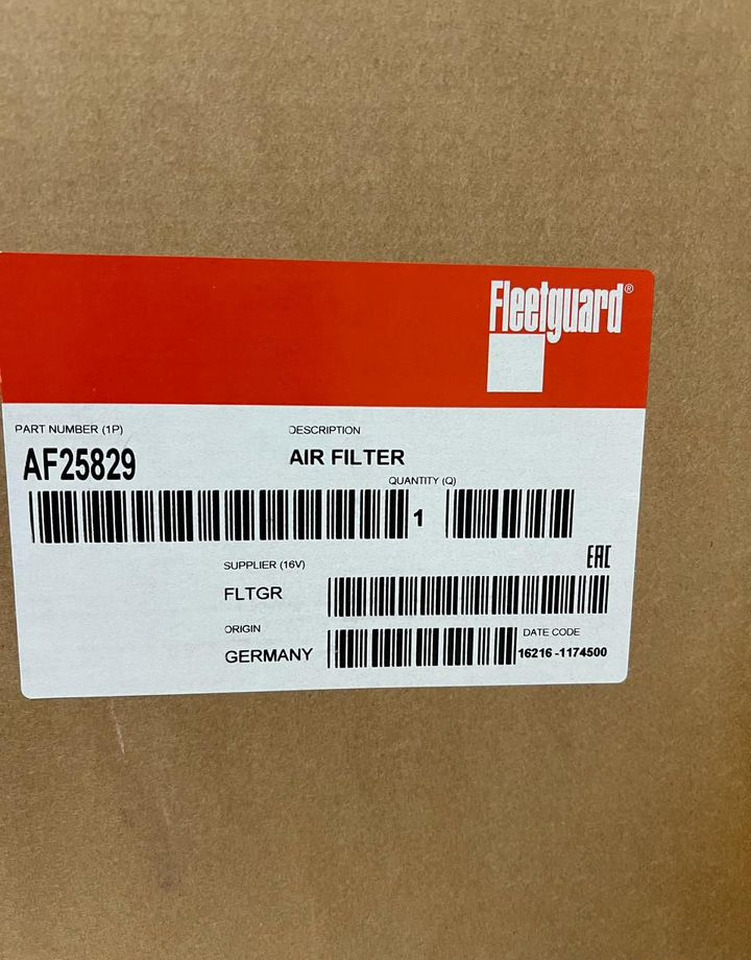 Fleetguard®
PART NUMBER (1P)
DESCRIPTION
AF25829
AIR FILTER
QUANTITY (Q)
1
EAC
SUPPLIER (16V)
FLTGR
ORIGIN
DATE CODE
GERMANY
16216 -1174500